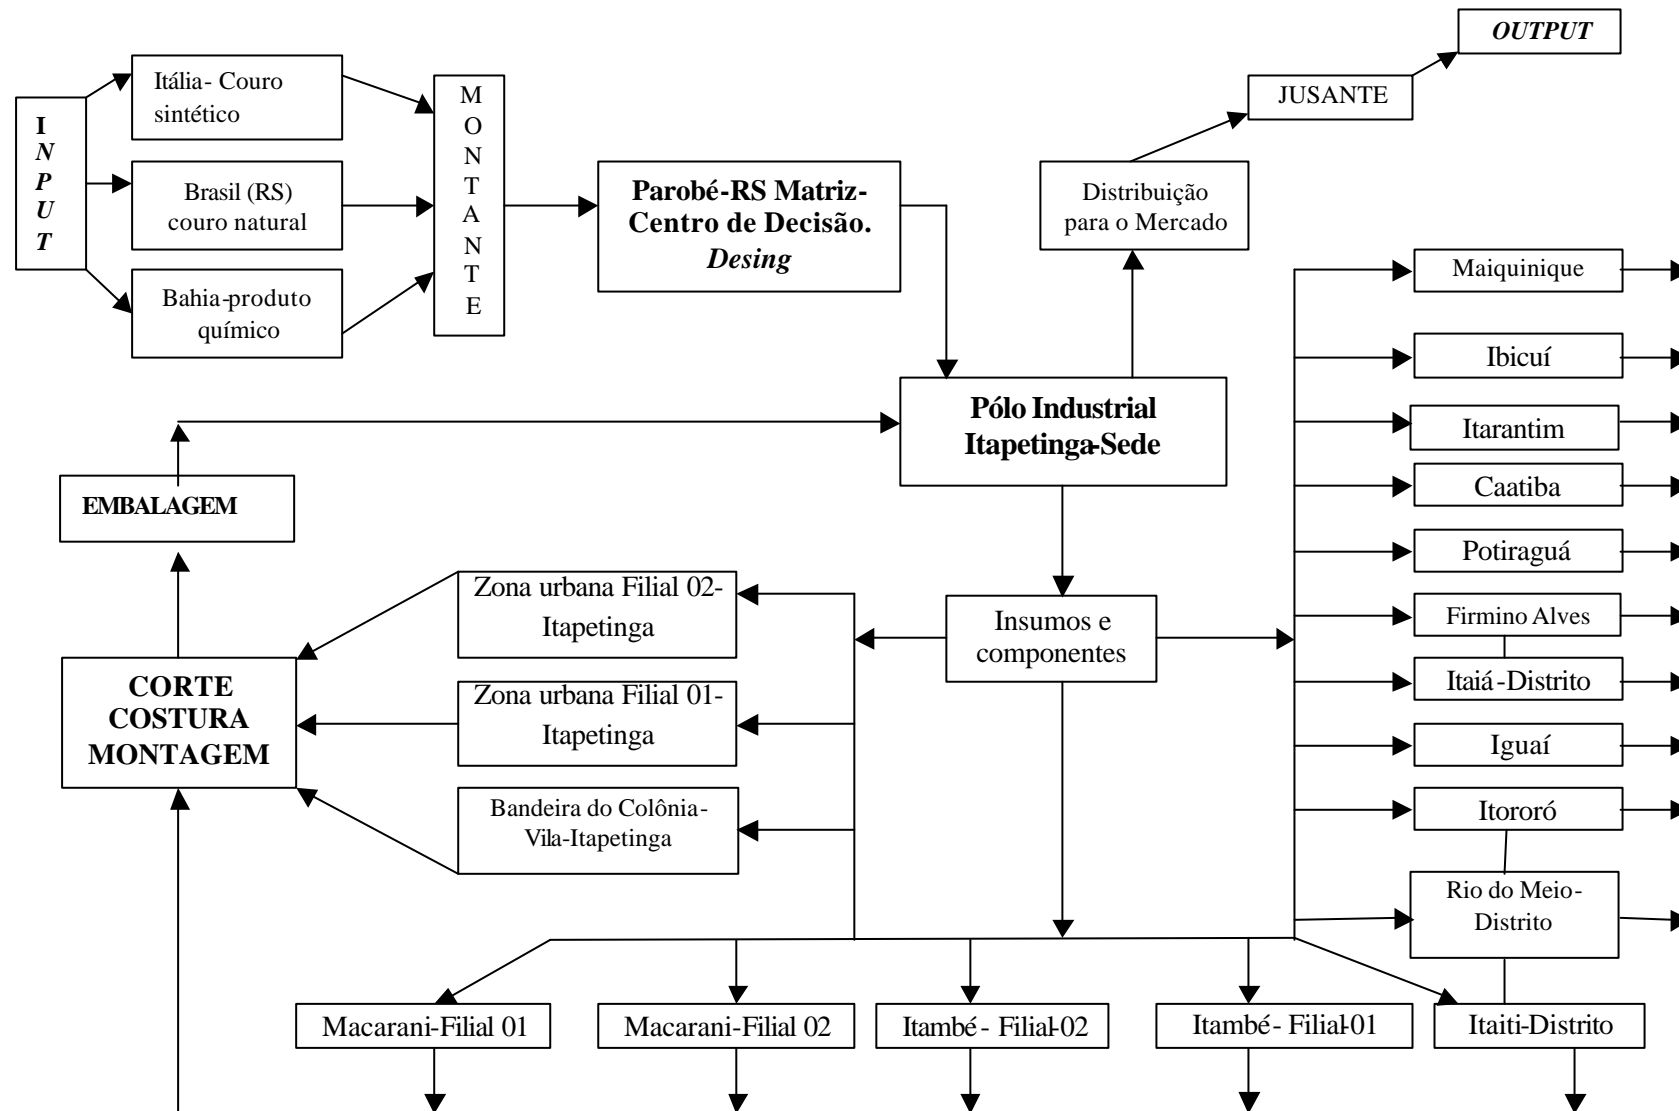 OUTPUT
JUSANTE
INPUT
Itália- Couro
sintético
Brasil (RS)
couro natural
Bahia-produto
químico
MONTANTE
Parobé-RS Matriz-
Centro de Decisão.
Desing
Distribuição
para o Mercado
Pólo Industrial
Itapetinga-Sede
EMBALAGEM
CORTE
COSTURA
MONTAGEM
Zona urbana Filial 02-
Itapetinga
Zona urbana Filial 01-
Itapetinga
Bandeira do Colônia-
Vila-Itapetinga
Insumos e
componentes
Maiquinique
Ibicuí
Itarantim
Caatiba
Potiraguá
Firmino Alves
Itaiá-Distrito
Iguaí
Itororó
Rio do Meio-
Distrito
Macarani-Filial 01
Macarani-Filial 02
Itambé- Filial-02
Itambé- Filial-01
Itaiti-Distrito